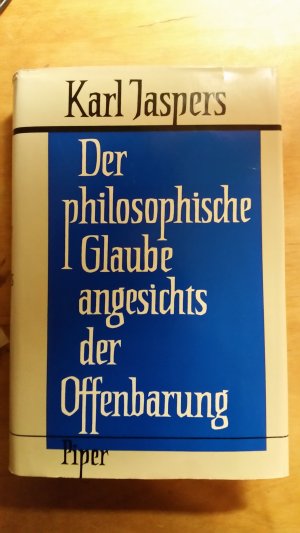 Karl Jaspers
Der
philosophische
Glaube
angesichts
der
Offenbarung
Piper